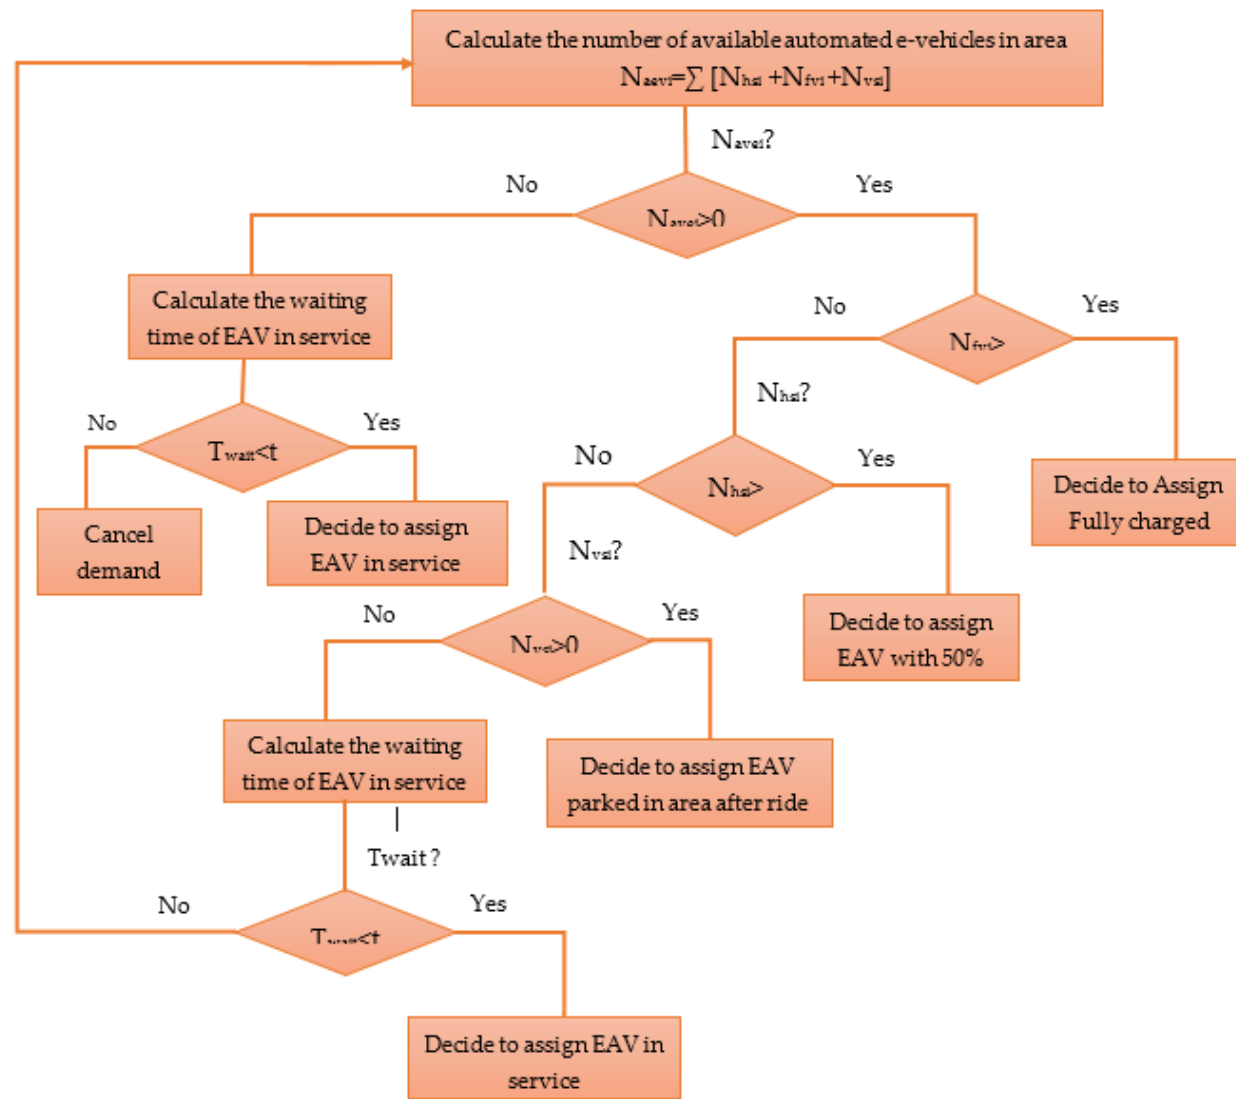 Calculate the number of available automated e-vehicles in area
Naevi=∑ [Nhsi +Nfvi+Nvsi]
Navei?
No
Yes
Navei>0
Calculate the waiting
time of EAV in service
No
Yes
Nfvi>
Nhsi?
No
Yes
Twait<t
No
Yes
Nhsi>
Decide to Assign
Fully charged
Cancel
demand
Decide to assign
EAV in service
Nvsi?
No
Yes
>0
Decide to assign
EAV with 50%
Calculate the waiting
time of EAV in service
Decide to assign EAV
parked in area after ride
Twait ?
No
Yes
Twait<t
Decide to assign EAV in
service